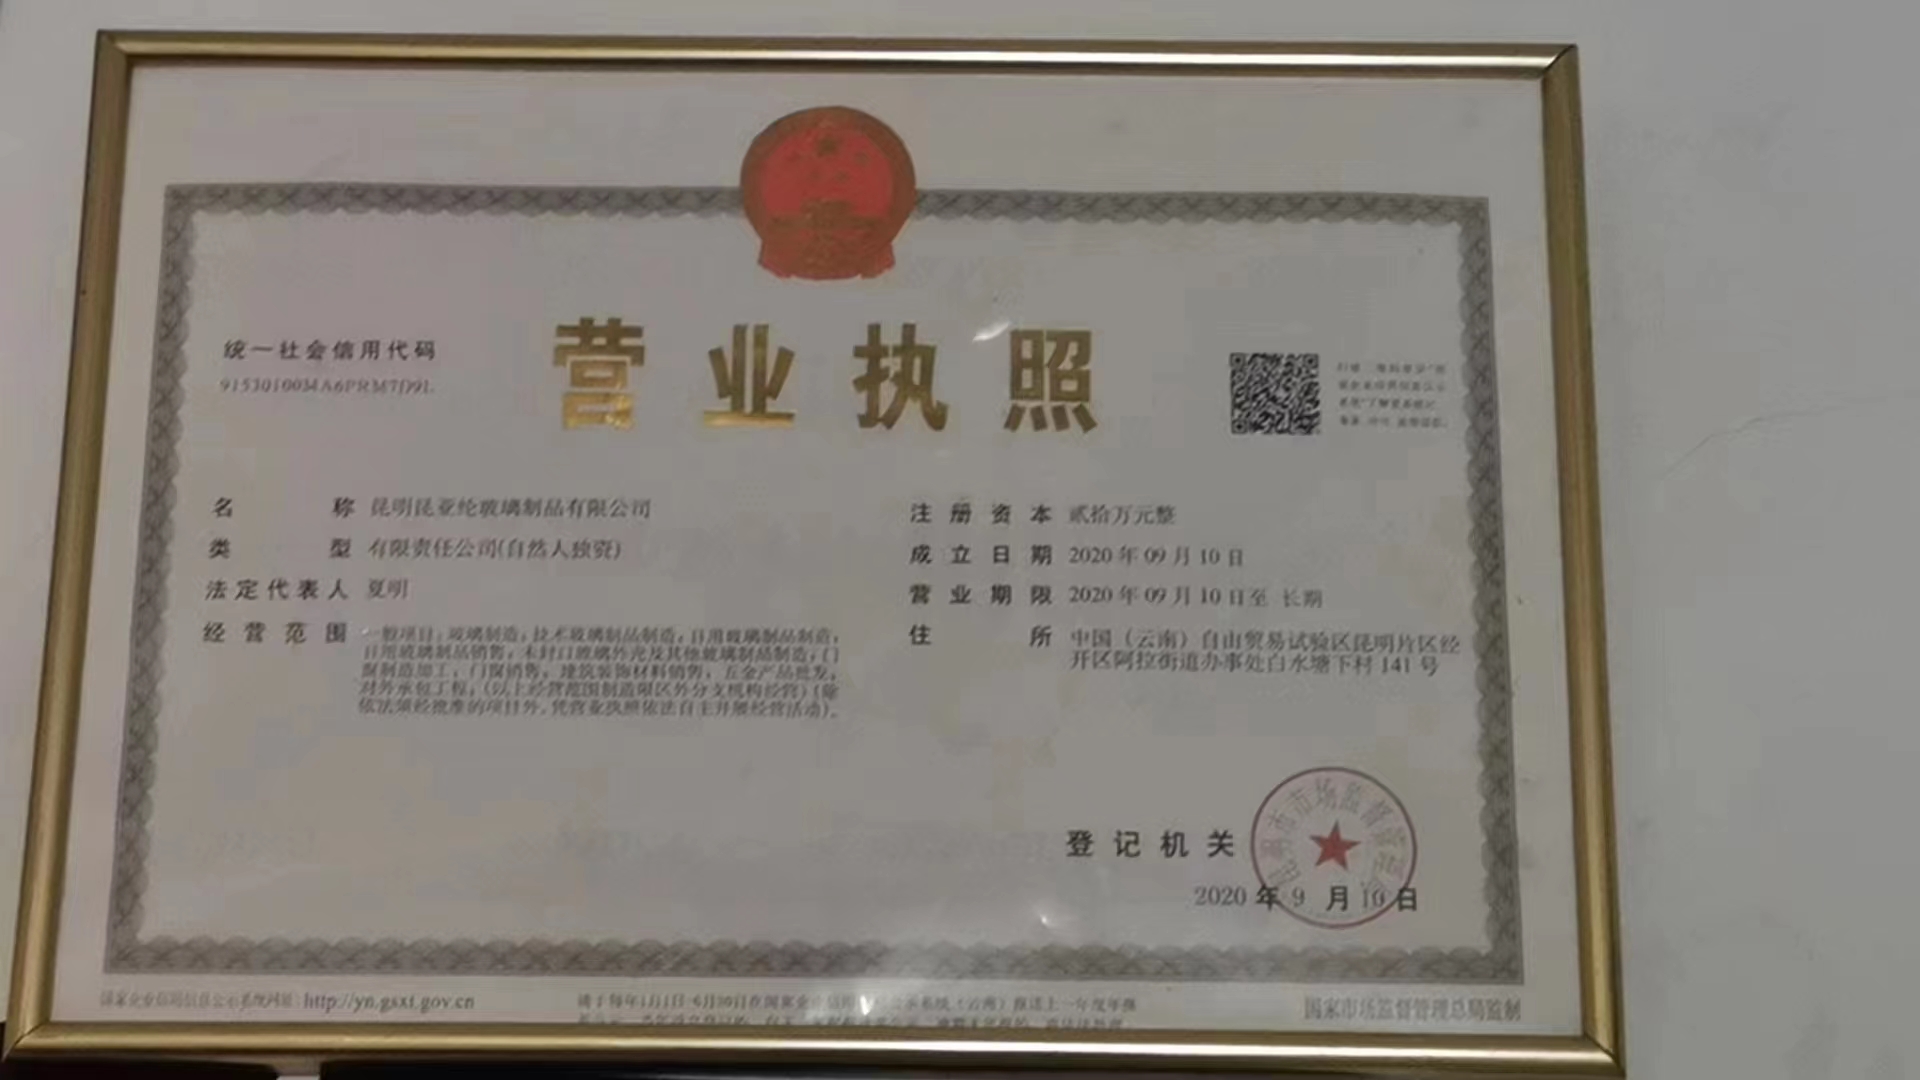 营业执照
统一社会信用代码
名称 昆明昆亚纶玻璃制品有限公司
类型 有限责任公司(自然人独资)
法定代表人 夏明
经营范围 一般项目：玻璃制造；技术玻璃制品制造；日用玻璃制品制造；
日用玻璃制品销售；未封口玻璃外壳及其他玻璃制品制造；门
窗制造加工；门窗销售；建筑装饰材料销售；五金产品批发；
对外承包工程；(以上经营范围制造限区外分支机构经营)（除
依法须经批准的项目外，凭营业执照依法自主开展经营活动）。
注册资本 贰拾万元整
成立日期 2020年09月10日
营业期限 2020年09月10日至 长期
住所 中国（云南）自由贸易试验区昆明片区经
开区阿拉街道办事处白水塘下村141号
登记机关
昆明市市场监督管理局
2020年9月10日
国家企业信用信息公示系统网址：http://yn.gsxt.gov.cn
国家市场监督管理总局监制